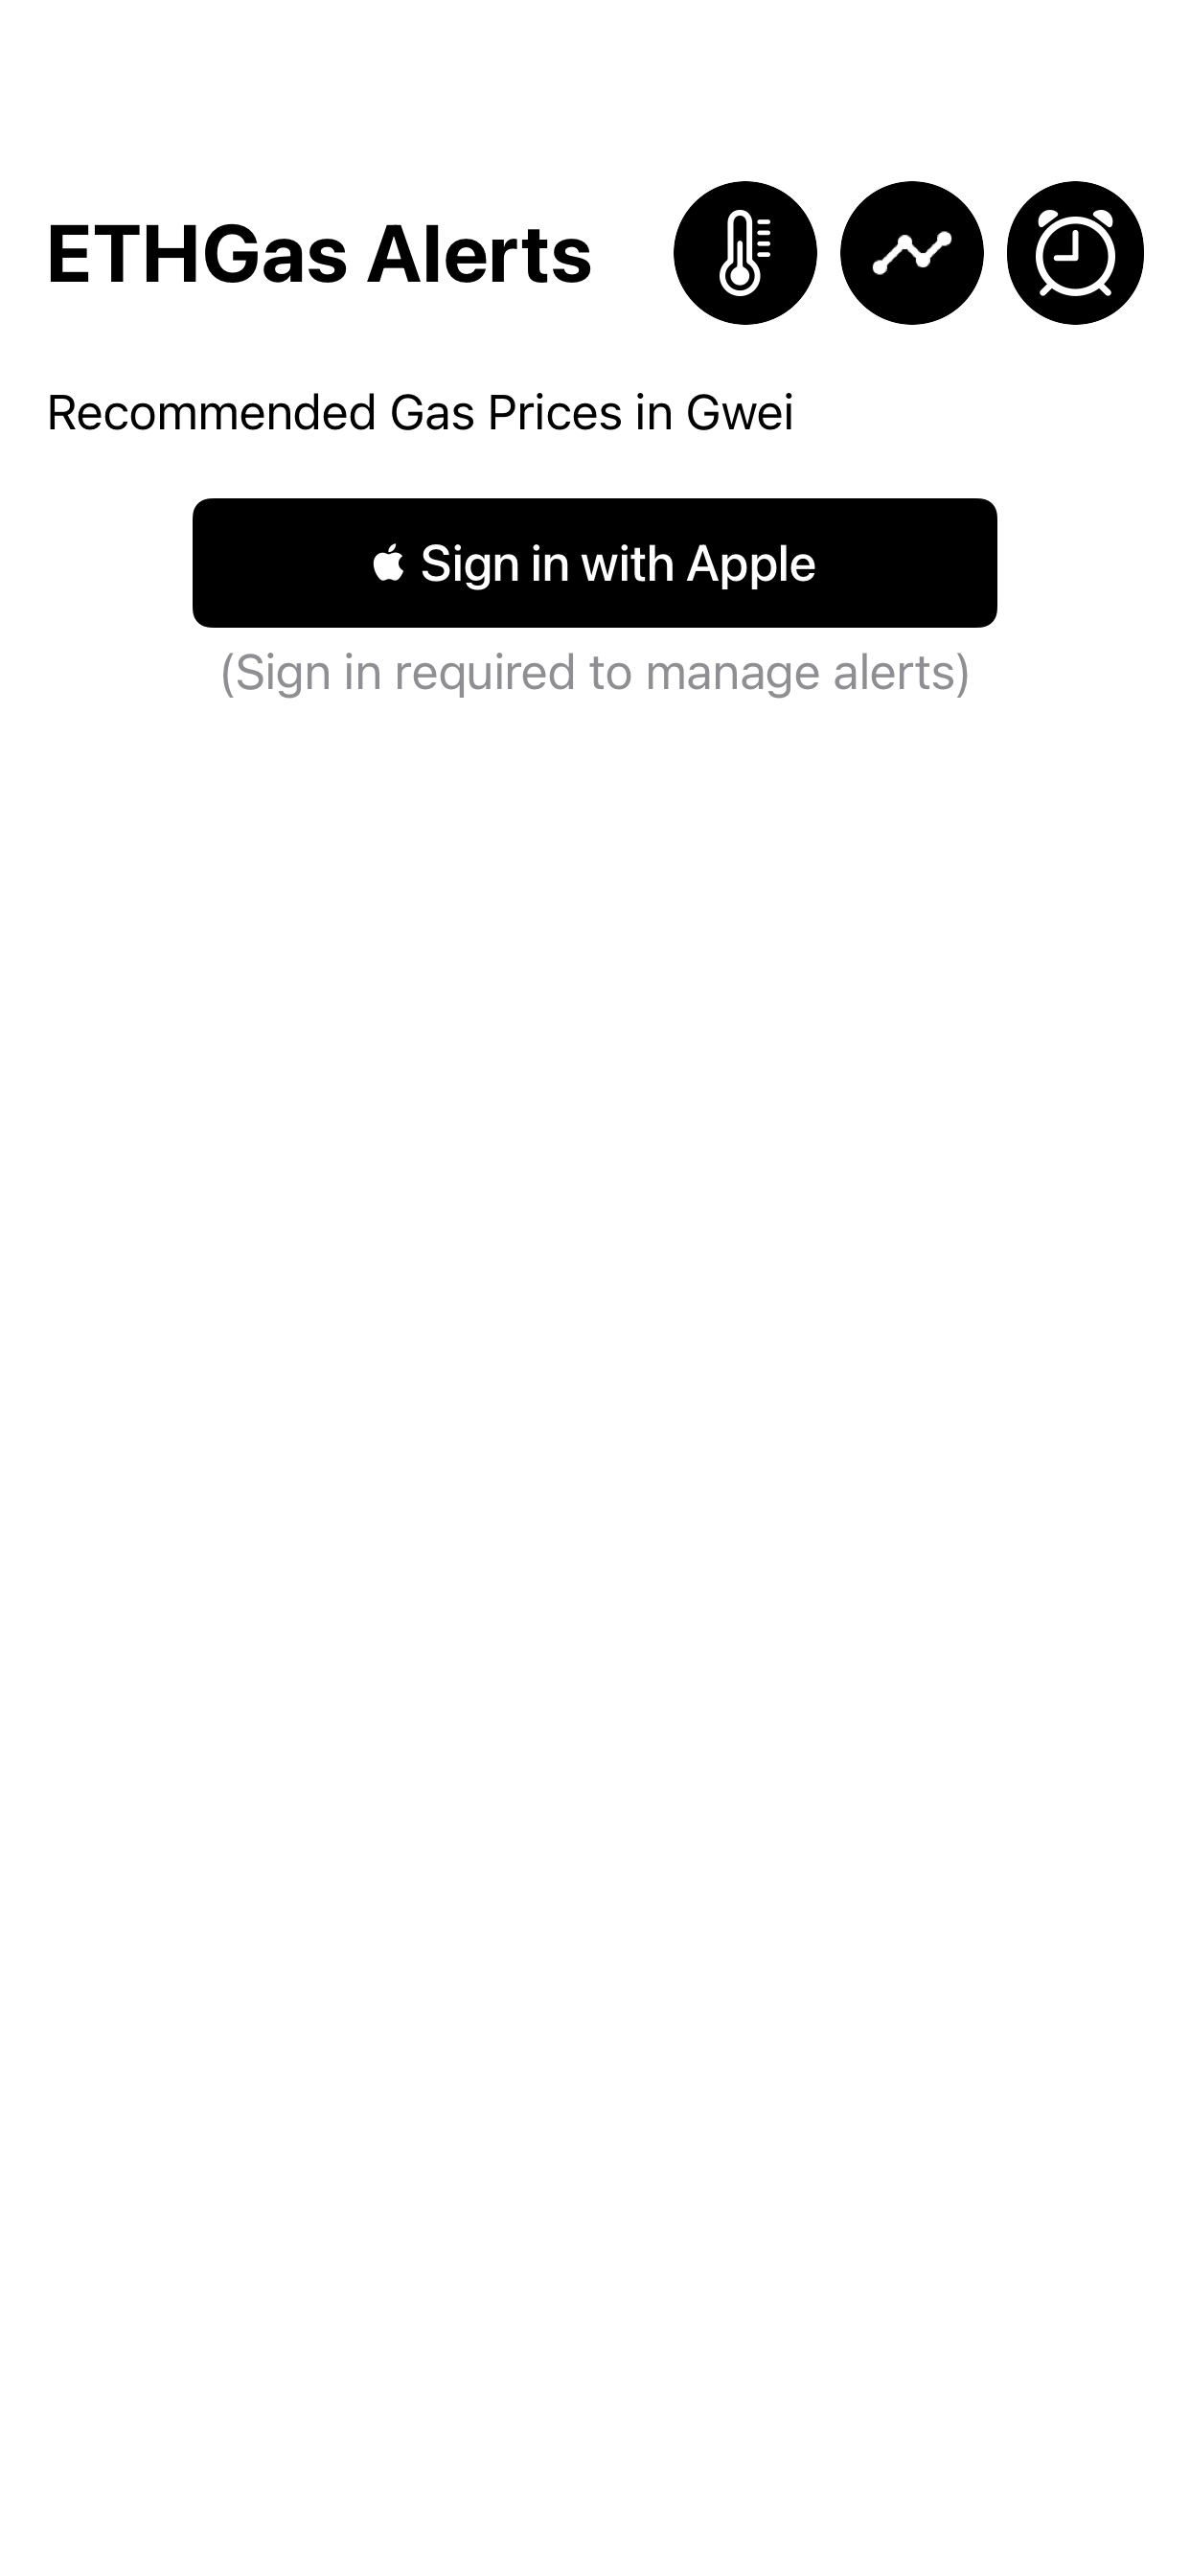 ETHGas Alerts
Recommended Gas Prices in Gwei
Sign in with Apple
(Sign in required to manage alerts)